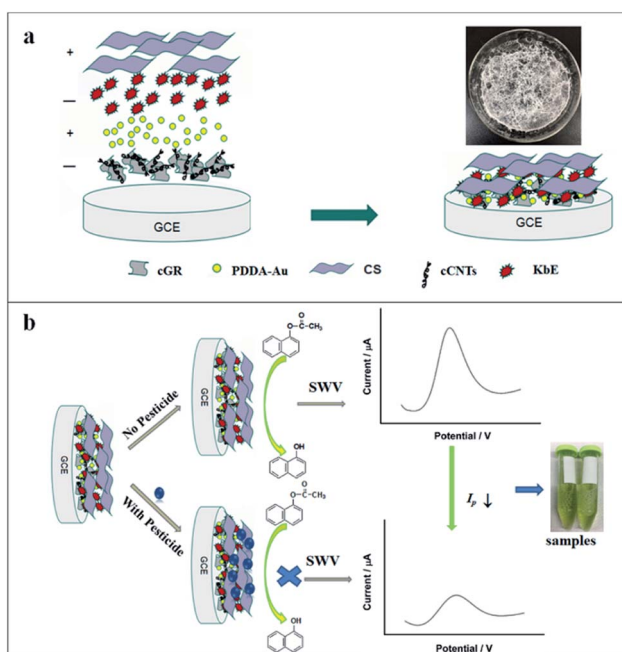 a
+
—
+
—
GCE
GCE
cGR
PDDA-Au
CS
cCNTs
KbE
b
GCE
No Pesticide
With Pesticide
GCE
O-C-CH₃
O
OH
SWV
Current / µA
Potential / V
Iₚ ↓
samples
GCE
O-C-CH₃
O
OH
SWV
Current / µA
Potential / V